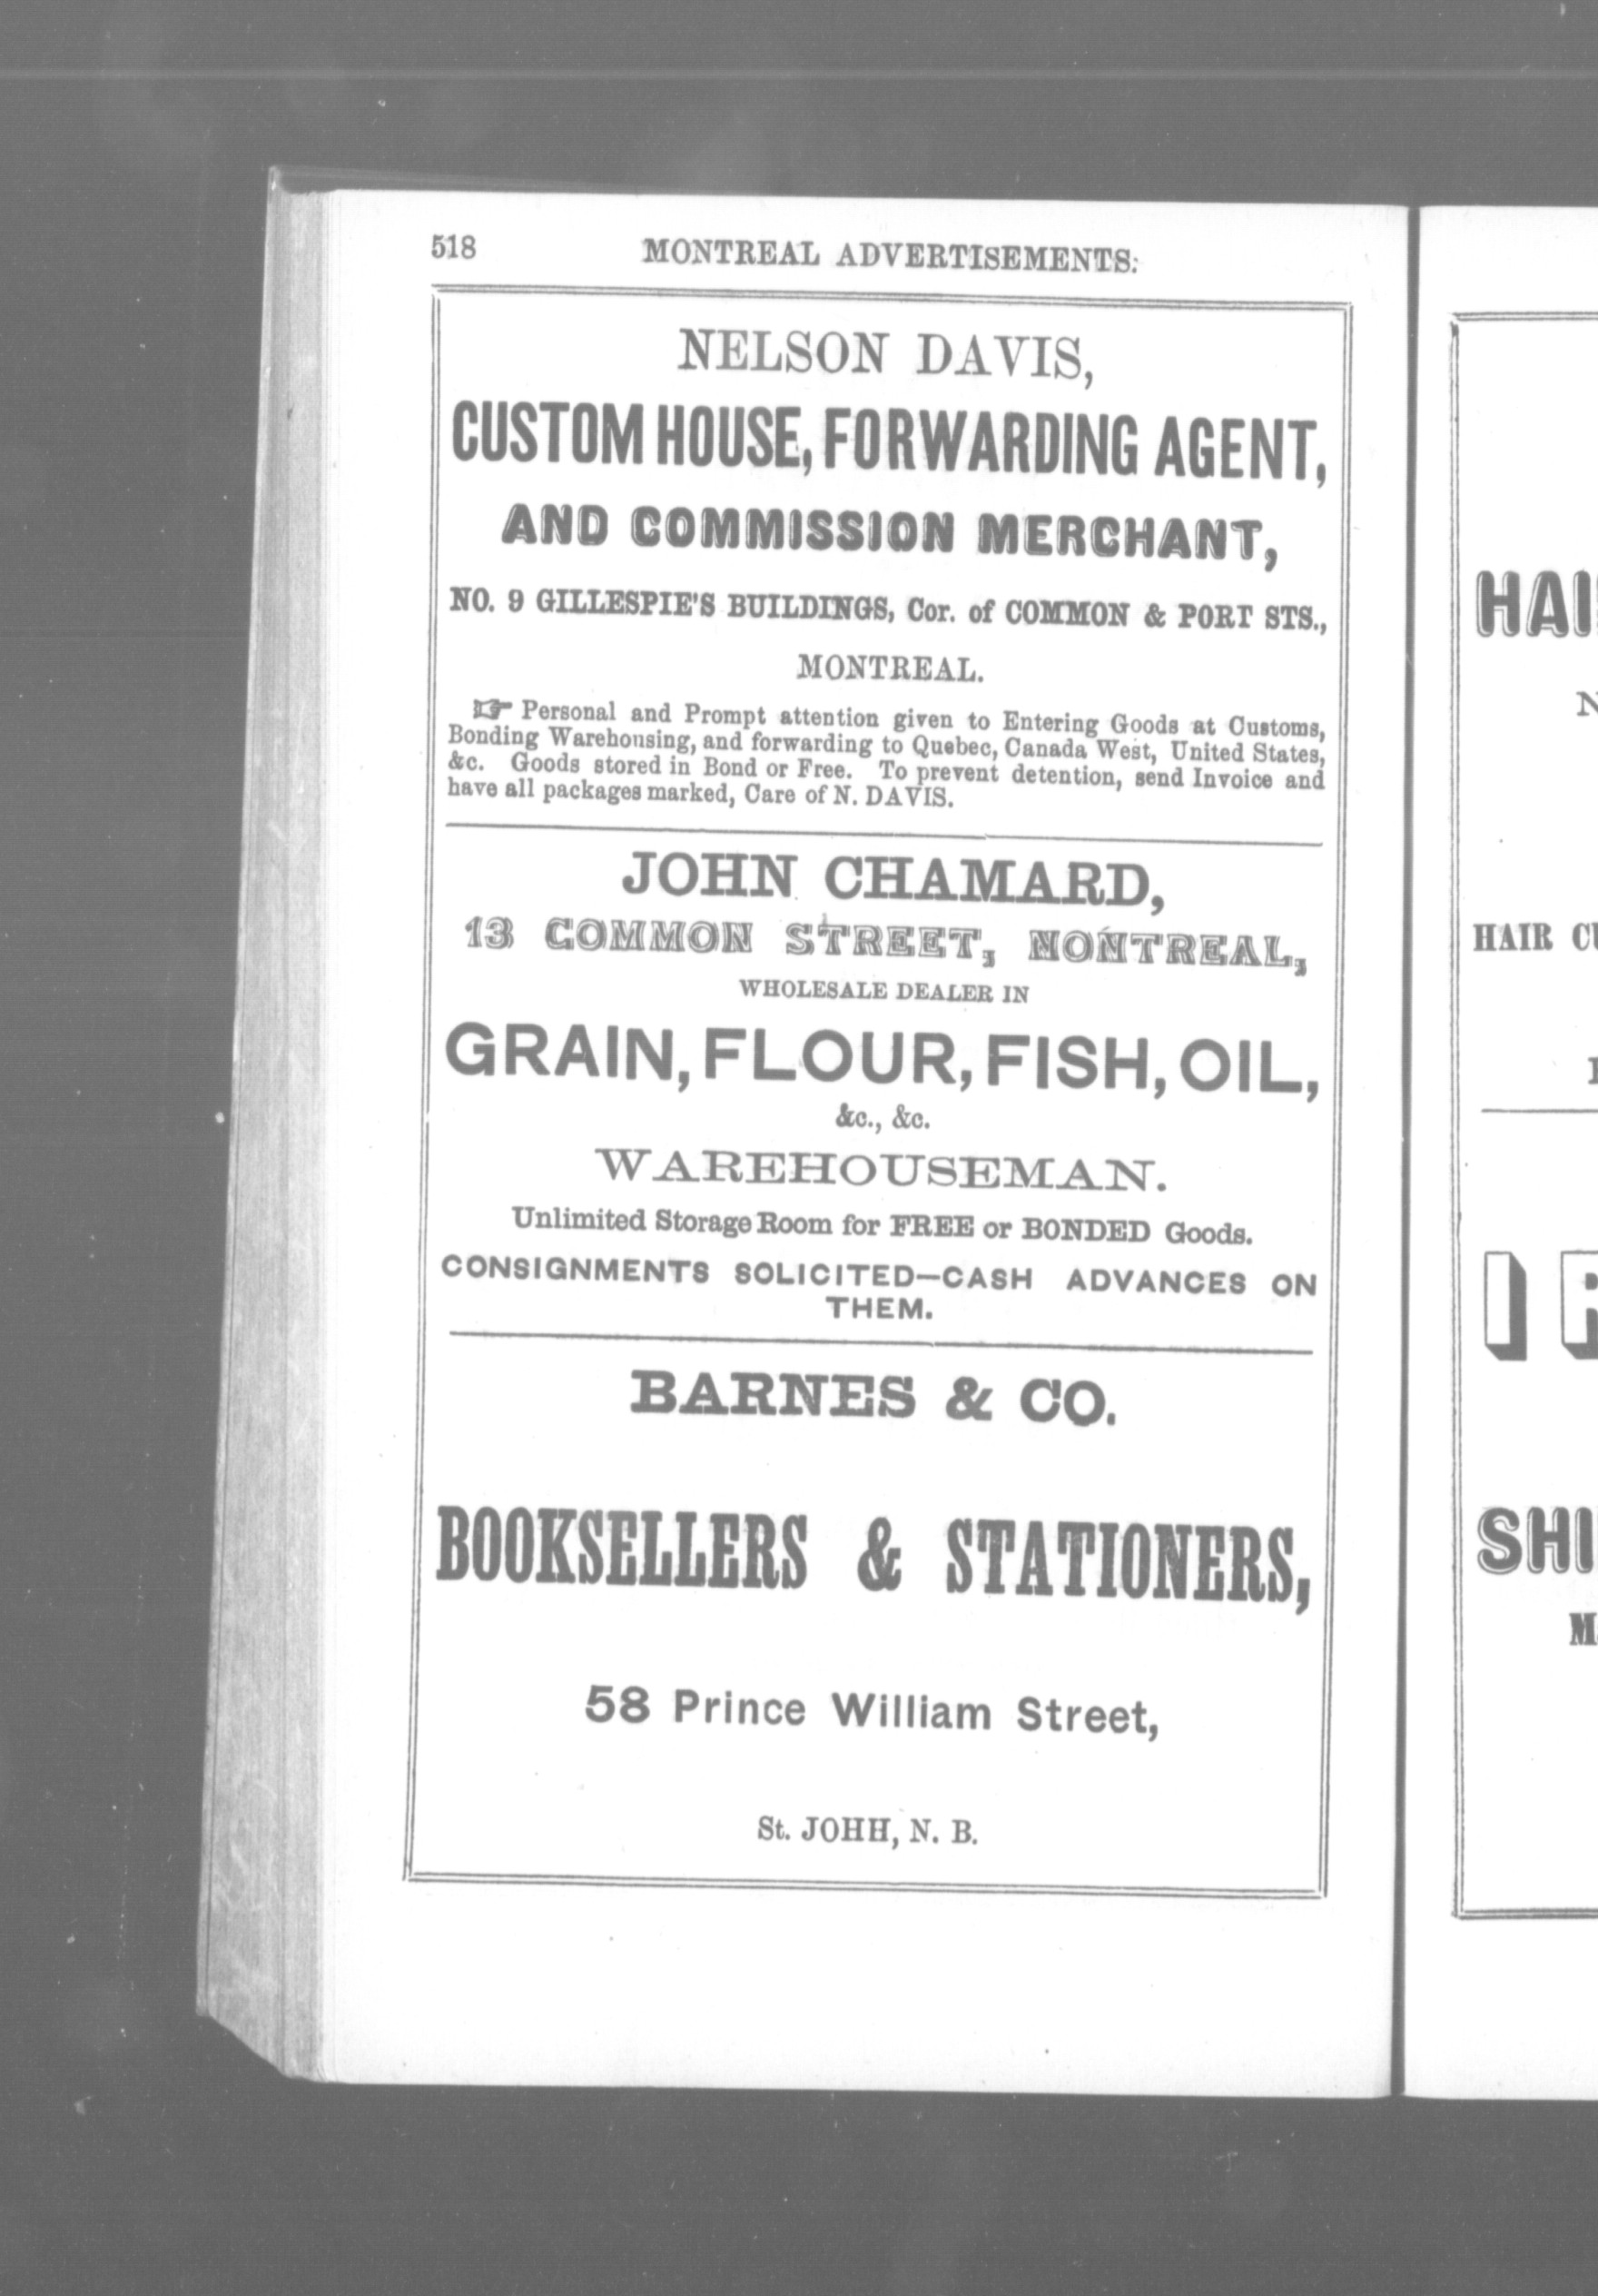 518 MONTREAL ADVERTISEMENTS.
NELSON DAVIS,
CUSTOM HOUSE, FORWARDING AGENT,
AND COMMISSION MERCHANT,
NO. 9 GILLESPIE'S BUILDINGS, Cor. of COMMON & PORT STS.,
MONTREAL.
☞ Personal and Prompt attention given to Entering Goods at Customs,
Bonding Warehousing, and forwarding to Quebec, Canada West, United States,
&c. Goods stored in Bond or Free. To prevent detention, send Invoice and
have all packages marked, Care of N. DAVIS.
JOHN CHAMARD,
13 COMMON STREET, MONTREAL,
WHOLESALE DEALER IN
GRAIN, FLOUR, FISH, OIL,
&c., &c.
WAREHOUSEMAN.
Unlimited Storage Room for FREE or BONDED Goods.
CONSIGNMENTS SOLICITED—CASH ADVANCES ON
THEM.
BARNES & CO.
BOOKSELLERS & STATIONERS,
58 Prince William Street,
St. JOHH, N. B.
HAIR CU